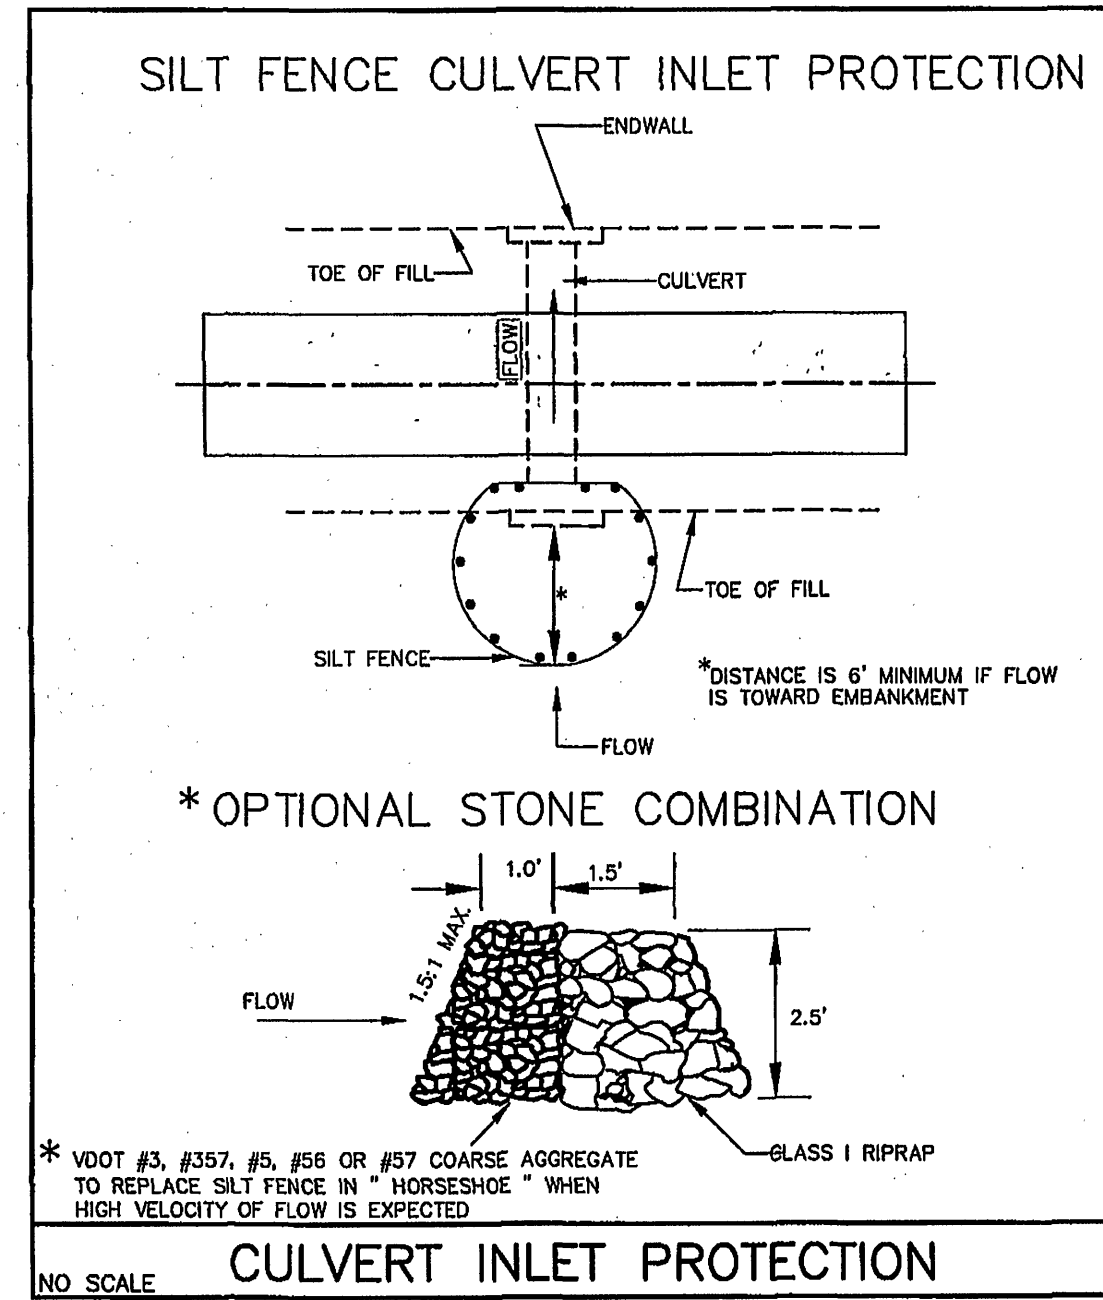 SILT FENCE CULVERT INLET PROTECTION
ENDWALL
TOE OF FILL
CULVERT
FLOW
TOE OF FILL
SILT FENCE
*
*DISTANCE IS 6' MINIMUM IF FLOW
IS TOWARD EMBANKMENT
FLOW
* OPTIONAL STONE COMBINATION
1.0'
1.5'
1.5:1 MAX.
FLOW
2.5'
CLASS I RIPRAP
* VDOT #3, #357, #5, #56 OR #57 COARSE AGGREGATE
TO REPLACE SILT FENCE IN " HORSESHOE " WHEN
HIGH VELOCITY OF FLOW IS EXPECTED
CULVERT INLET PROTECTION
NO SCALE